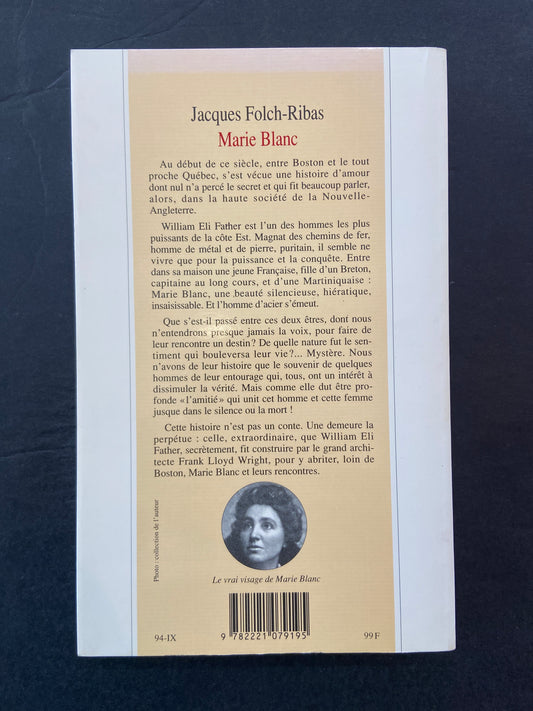 Jacques Folch-Ribas
Marie Blanc
Au début de ce siècle, entre Boston et le tout
proche Québec, s'est vécue une histoire d'amour
dont nul n'a percé le secret et qui fit beaucoup parler,
alors, dans la haute société de la Nouvelle-
Angleterre.
William Eli Father est l'un des hommes les plus
puissants de la côte Est. Magnat des chemins de fer,
homme de métal et de pierre, puritain, il semble ne
vivre que pour la puissance et la conquête. Entre
dans sa maison une jeune Française, fille d'un Breton,
capitaine au long cours, et d'une Martiniquaise :
Marie Blanc, une beauté silencieuse, hiératique,
insaisissable. Et l'homme d'acier s'émeut.
Que s'est-il passé entre ces deux êtres, dont nous
n'entendrons presque jamais la voix, pour faire de
leur rencontre un destin ? De quelle nature fut le sen-
timent qui bouleversa leur vie ?... Mystère. Nous
n'avons de leur histoire que le souvenir de quelques
hommes de leur entourage qui, tous, ont un intérêt à
dissimuler la vérité. Mais comme elle dut être pro-
fonde «l'amitié» qui unit cet homme et cette femme
jusque dans le silence ou la mort !
Cette histoire n'est pas un conte. Une demeure la
perpétue : celle, extraordinaire, que William Eli
Father, secrètement, fit construire par le grand archi-
tecte Frank Lloyd Wright, pour y abriter, loin de
Boston, Marie Blanc et leurs rencontres.
Photo : collection de l'auteur
Le vrai visage de Marie Blanc
94-IX
9 782221 079195
99 F